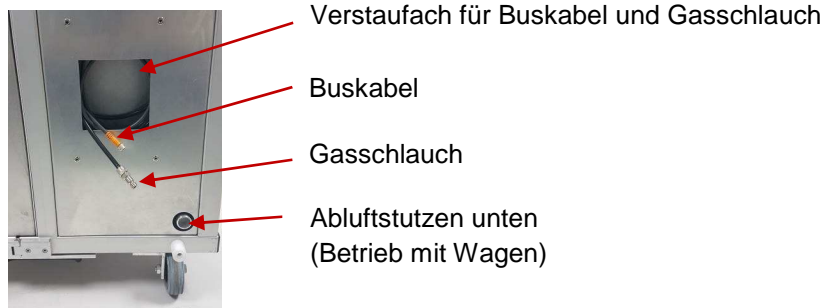 Verstaufach für Buskabel und Gasschlauch
Buskabel
Gasschlauch
Abluftstutzen unten
(Betrieb mit Wagen)